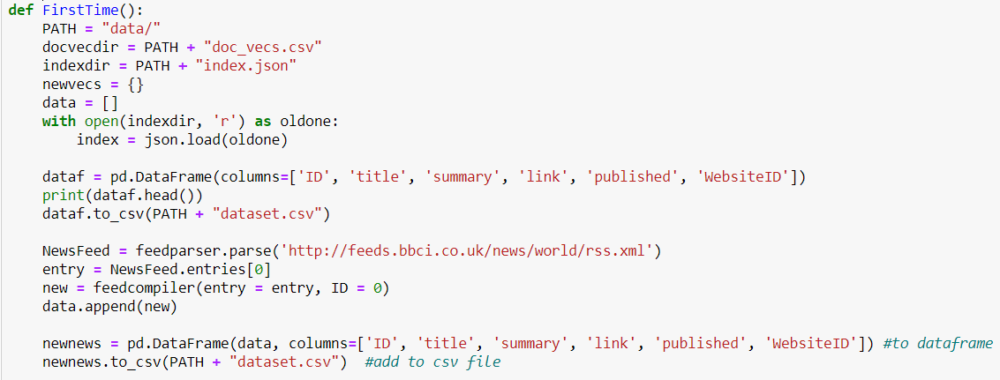 def FirstTime():
    PATH = "data/"
    docvecdir = PATH + "doc_vecs.csv"
    indexdir = PATH + "index.json"
    newvecs = {}
    data = []
    with open(indexdir, 'r') as oldone:
        index = json.load(oldone)

    dataf = pd.DataFrame(columns=['ID', 'title', 'summary', 'link', 'published', 'WebsiteID'])
    print(dataf.head())
    dataf.to_csv(PATH + "dataset.csv")

    NewsFeed = feedparser.parse('http://feeds.bbci.co.uk/news/world/rss.xml')
    entry = NewsFeed.entries[0]
    new = feedcompiler(entry = entry, ID = 0)
    data.append(new)

    newnews = pd.DataFrame(data, columns=['ID', 'title', 'summary', 'link', 'published', 'WebsiteID']) #to dataframe
    newnews.to_csv(PATH + "dataset.csv")  #add to csv file